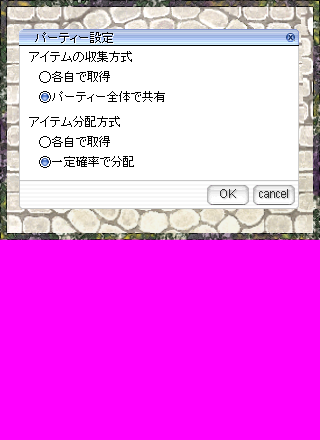 パーティー設定
アイテムの収集方式
各自で取得
パーティー全体で共有
アイテム分配方式
各自で取得
一定確率で分配
OK cancel